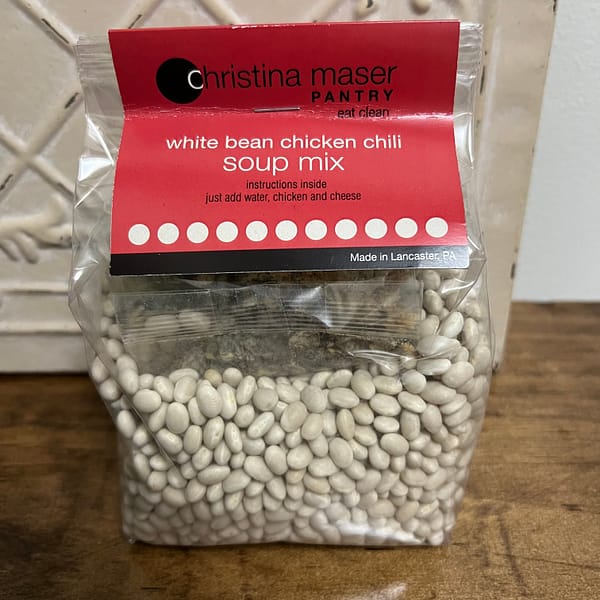 christina maser
PANTRY
eat clean
white bean chicken chili
soup mix
instructions inside
just add water, chicken and cheese
Made in Lancaster, PA